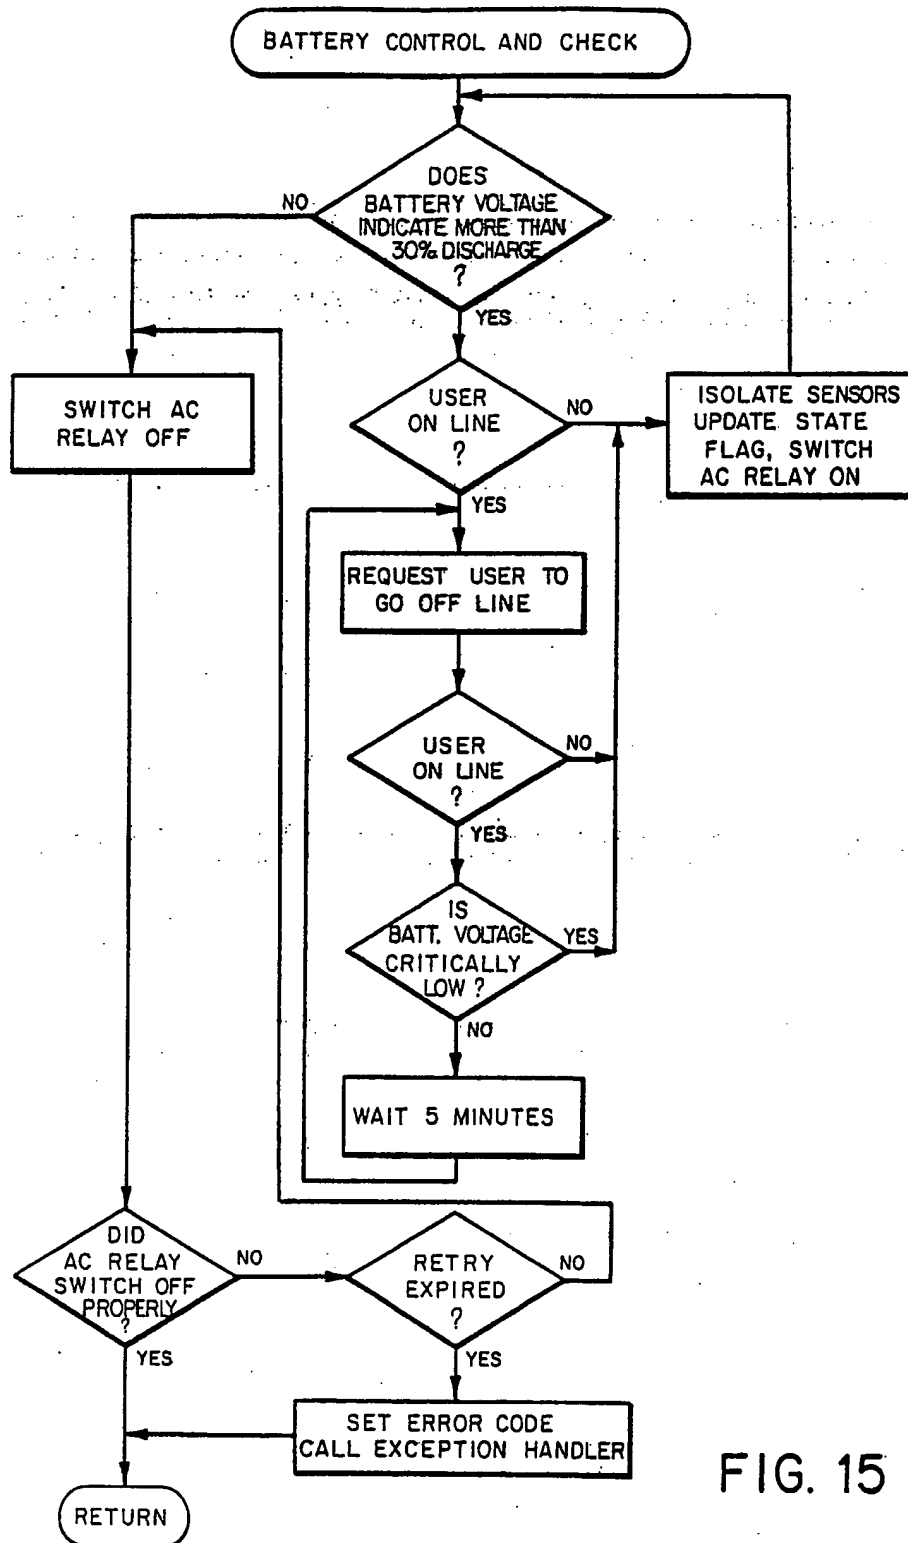 BATTERY CONTROL AND CHECK
DOES
BATTERY VOLTAGE
INDICATE MORE THAN
30% DISCHARGE
?
NO
YES
SWITCH AC
RELAY OFF
USER
ON LINE
?
NO
YES
ISOLATE SENSORS
UPDATE STATE
FLAG, SWITCH
AC RELAY ON
REQUEST USER TO
GO OFF LINE
USER
ON LINE
?
NO
YES
IS
BATT. VOLTAGE
CRITICALLY
LOW ?
YES
NO
WAIT 5 MINUTES
DID
AC RELAY
SWITCH OFF
PROPERLY
?
NO
YES
RETRY
EXPIRED
?
NO
YES
SET ERROR CODE
CALL EXCEPTION HANDLER
RETURN
FIG. 15